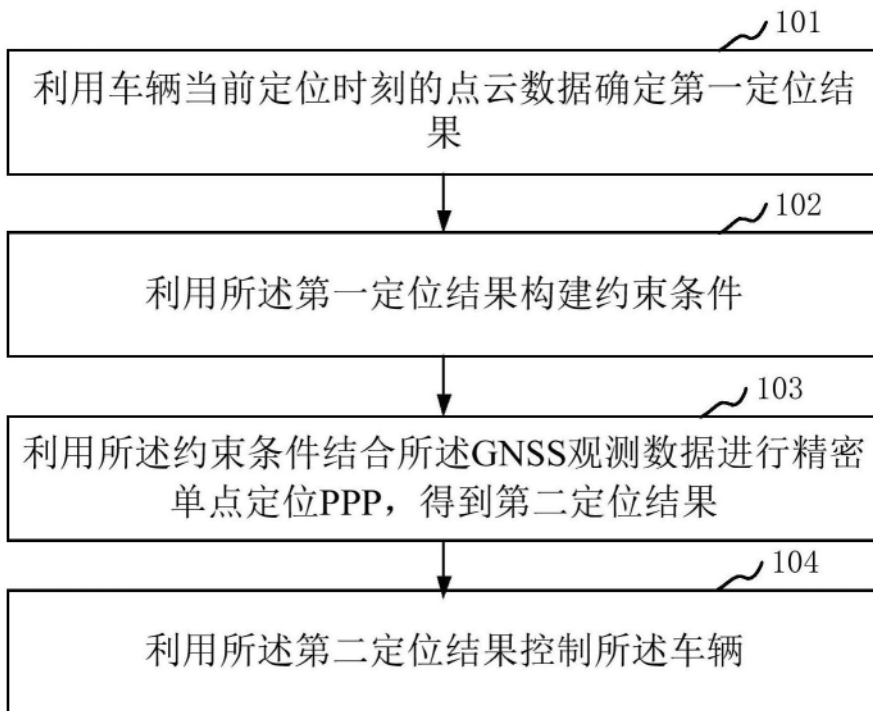 101
利用车辆当前定位时刻的点云数据确定第一定位结
果
102
利用所述第一定位结果构建约束条件
103
利用所述约束条件结合所述GNSS观测数据进行精密
单点定位PPP，得到第二定位结果
104
利用所述第二定位结果控制所述车辆